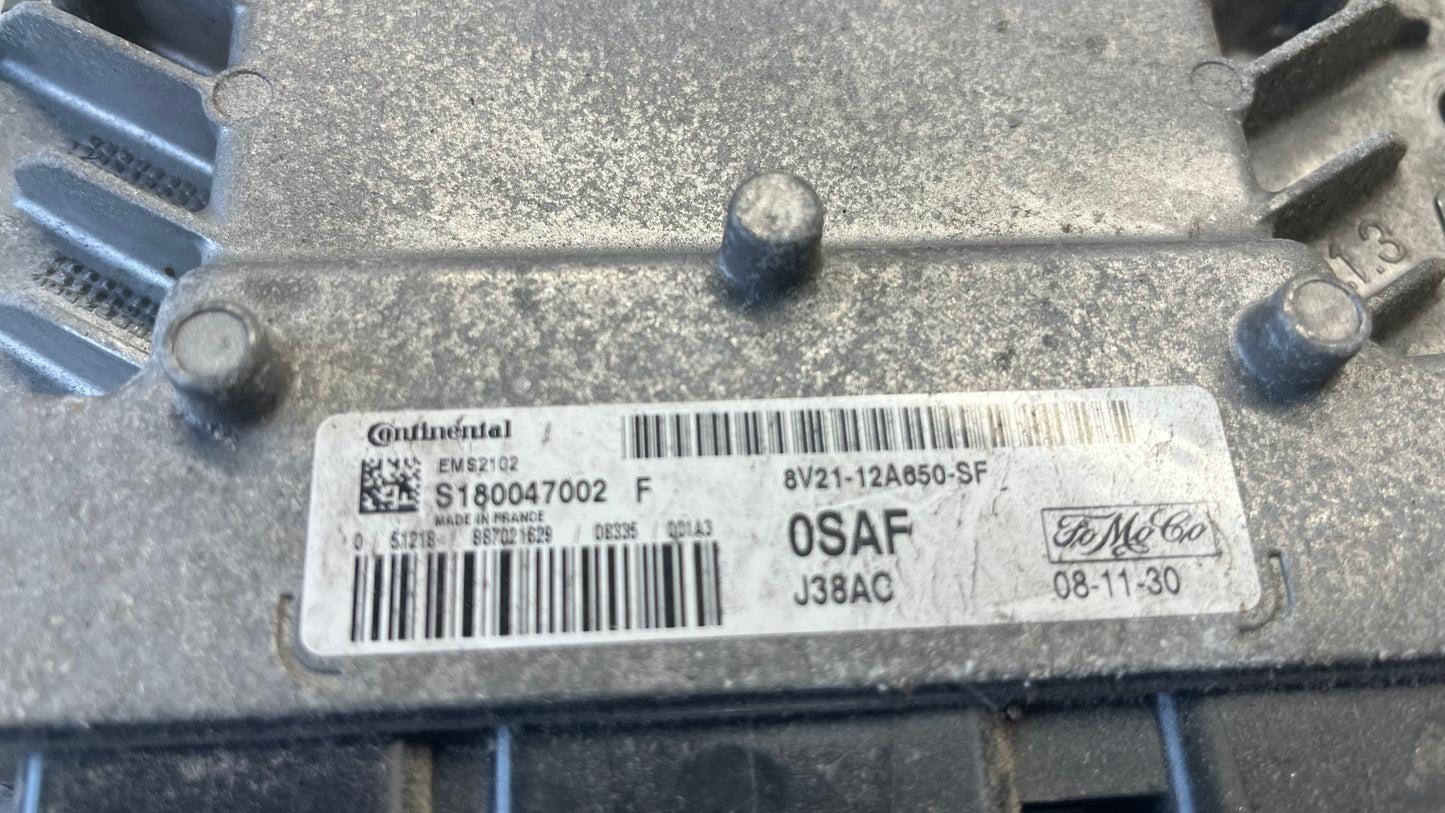 .1.3
Continental
EMS2102
S180047002 F
MADE IN FRANCE
0 / 51218 / 887021629 / 08335 / 001A3
8V21-12A650-SF
0SAF
J38AC
FoMoCo
08-11-30